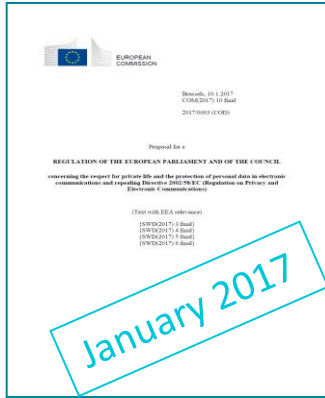 EUROPEAN
COMMISSION
Brussels, 10.1.2017
COM(2017) 10 final
2017/0003 (COD)
Proposal for a
REGULATION OF THE EUROPEAN PARLIAMENT AND OF THE COUNCIL
concerning the respect for private life and the protection of personal data in electronic
communications and repealing Directive 2002/58/EC (Regulation on Privacy and
Electronic Communications)
(Text with EEA relevance)
{SWD(2017) 3 final}
{SWD(2017) 4 final}
{SWD(2017) 5 final}
{SWD(2017) 6 final}
January 2017